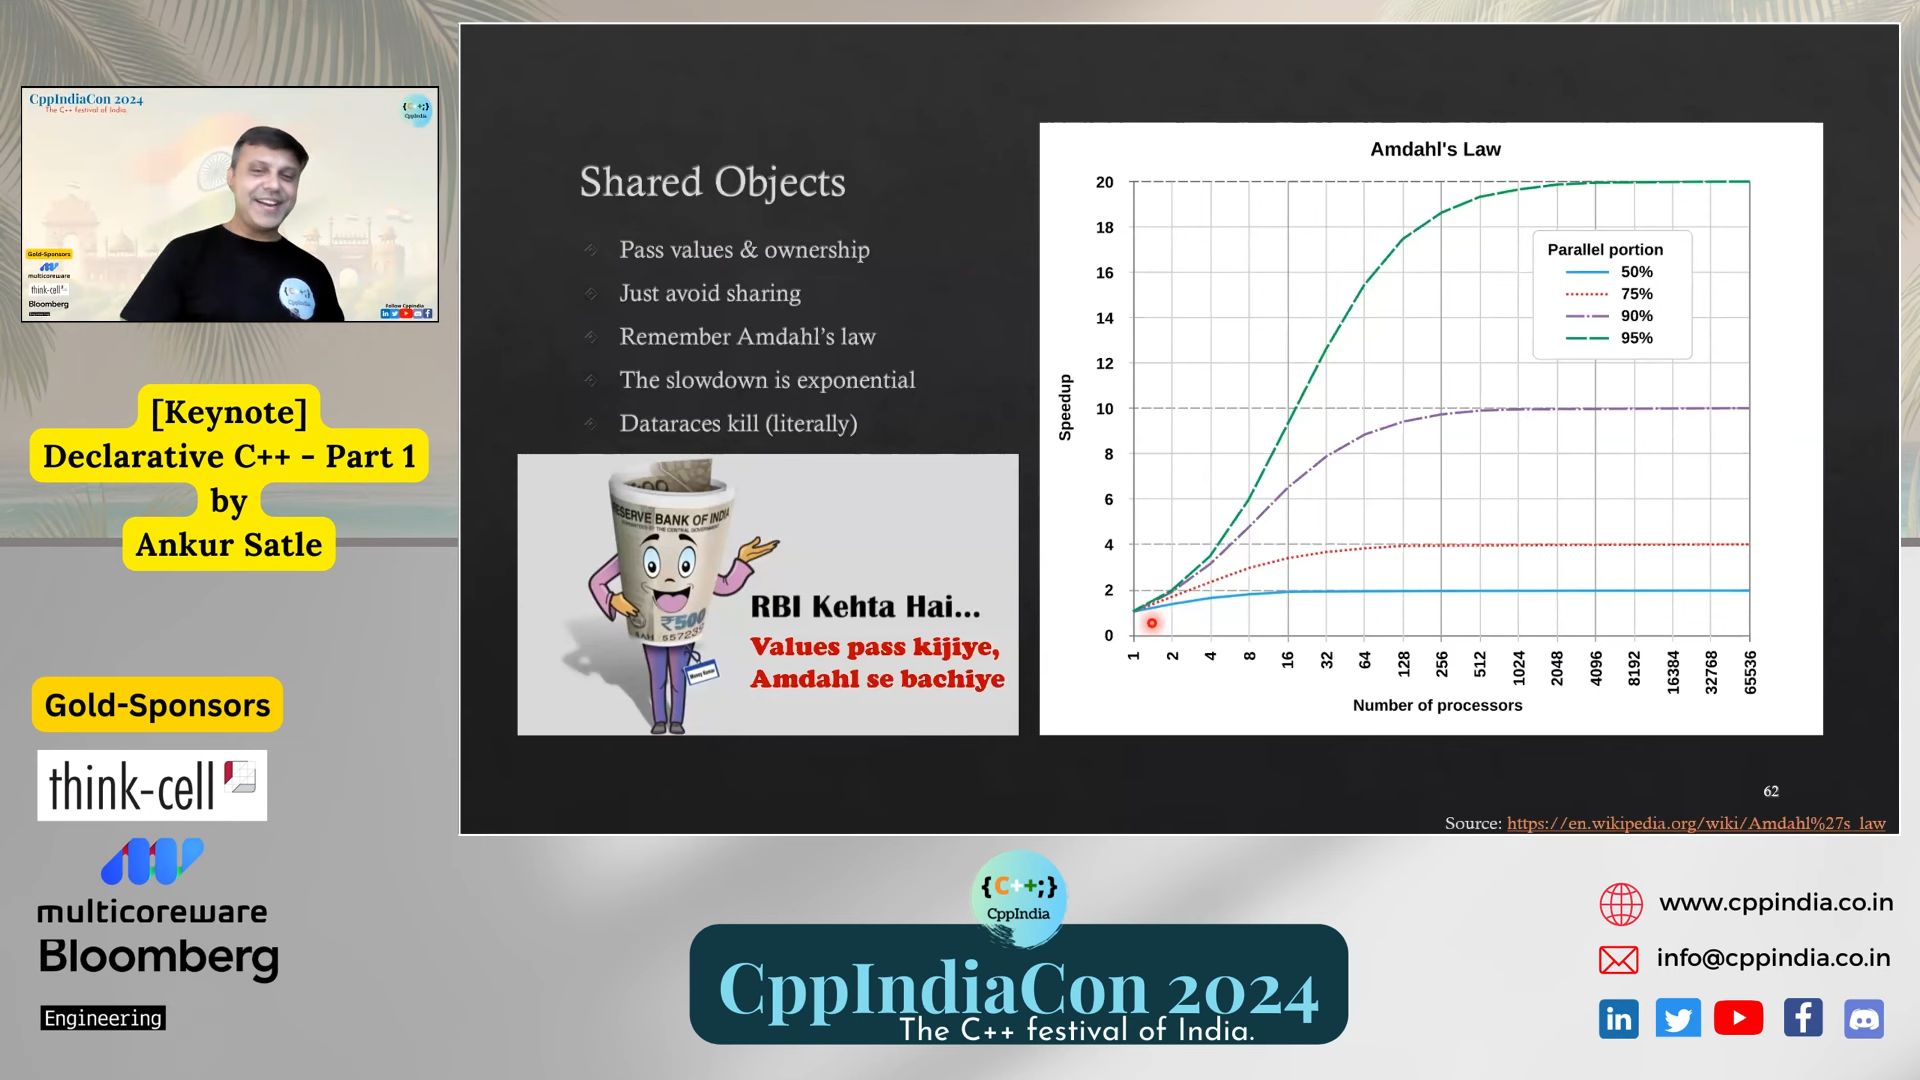 CppIndiaCon 2024
The C++ festival of India.
{C++;}
CppIndia
Gold-Sponsors
multicoreware
think-cell
Bloomberg
Engineering
Follow CppIndia
[Keynote]
Declarative C++ - Part 1
by
Ankur Satle
Gold-Sponsors
think-cell
multicoreware
Bloomberg
Engineering
Shared Objects
Pass values & ownership
Just avoid sharing
Remember Amdahl’s law
The slowdown is exponential
Dataraces kill (literally)
RESERVE BANK OF INDIA
₹500
RBI Kehta Hai...
Values pass kijiye,
Amdahl se bachiye
Amdahl's Law
Speedup
20
18
16
14
12
10
8
6
4
2
0
Parallel portion
50%
75%
90%
95%
1 2 4 8 16 32 64 128 256 512 1024 2048 4096 8192 16384 32768 65536
Number of processors
62
Source: https://en.wikipedia.org/wiki/Amdahl%27s_law
{C++;}
CppIndia
CppIndiaCon 2024
The C++ festival of India.
www.cppindia.co.in
info@cppindia.co.in
in
f